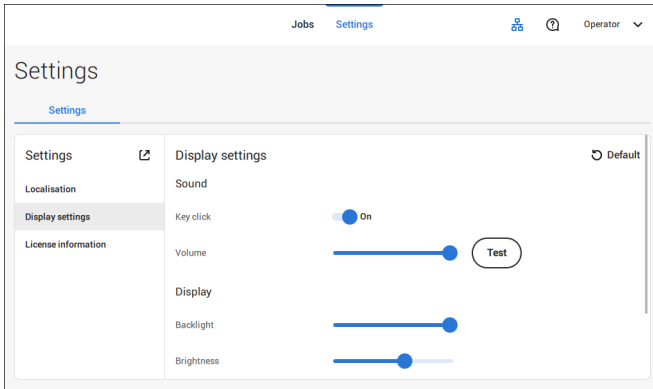 Jobs Settings Operator
Settings
Settings
Settings
Localisation
Display settings
License information
Display settings Default
Sound
Key click On
Volume Test
Display
Backlight
Brightness